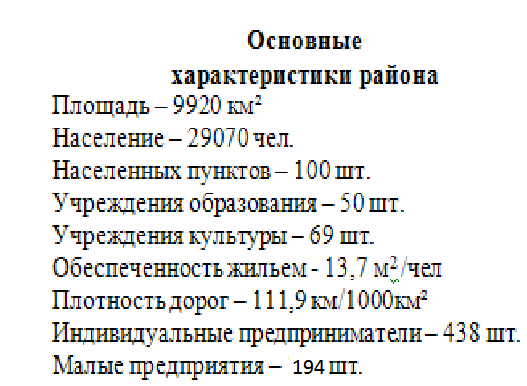 Основные
характеристики района
Площадь – 9920 км²
Население – 29070 чел.
Населенных пунктов – 100 шт.
Учреждения образования – 50 шт.
Учреждения культуры – 69 шт.
Обеспеченность жильем - 13,7 м²/чел
Плотность дорог – 111,9 км/1000км²
Индивидуальные предприниматели – 438 шт.
Малые предприятия – 194 шт.